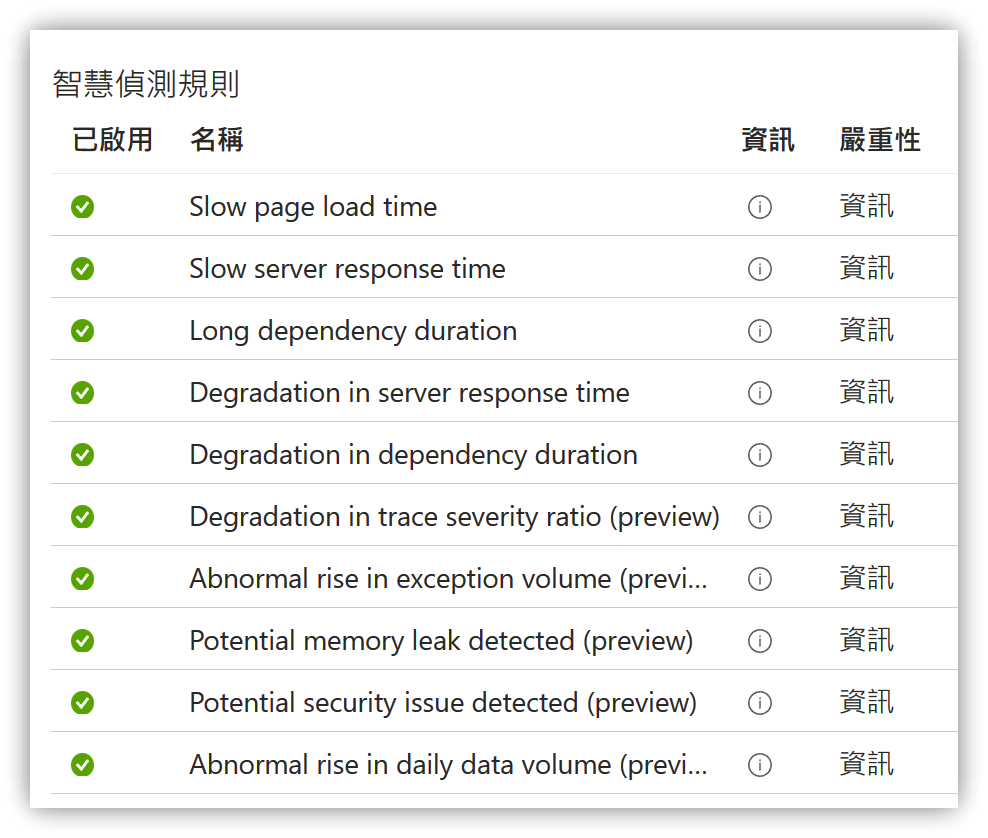 智慧偵測規則
已啟用 名稱 資訊 嚴重性
Slow page load time 資訊
Slow server response time 資訊
Long dependency duration 資訊
Degradation in server response time 資訊
Degradation in dependency duration 資訊
Degradation in trace severity ratio (preview) 資訊
Abnormal rise in exception volume (previ... 資訊
Potential memory leak detected (preview) 資訊
Potential security issue detected (preview) 資訊
Abnormal rise in daily data volume (previ... 資訊